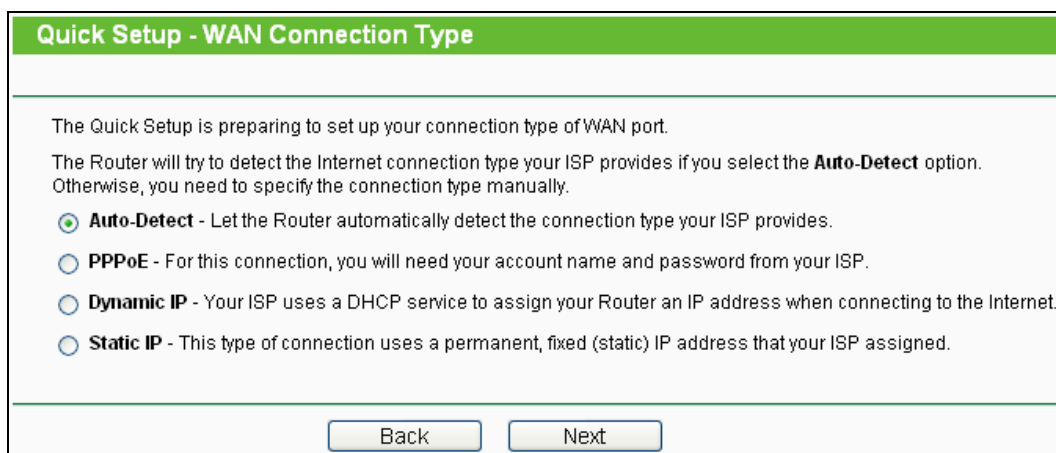 Quick Setup - WAN Connection Type
The Quick Setup is preparing to set up your connection type of WAN port.
The Router will try to detect the Internet connection type your ISP provides if you select the Auto-Detect option.
Otherwise, you need to specify the connection type manually.
Auto-Detect - Let the Router automatically detect the connection type your ISP provides.
PPPoE - For this connection, you will need your account name and password from your ISP.
Dynamic IP - Your ISP uses a DHCP service to assign your Router an IP address when connecting to the Internet.
Static IP - This type of connection uses a permanent, fixed (static) IP address that your ISP assigned.
Back Next